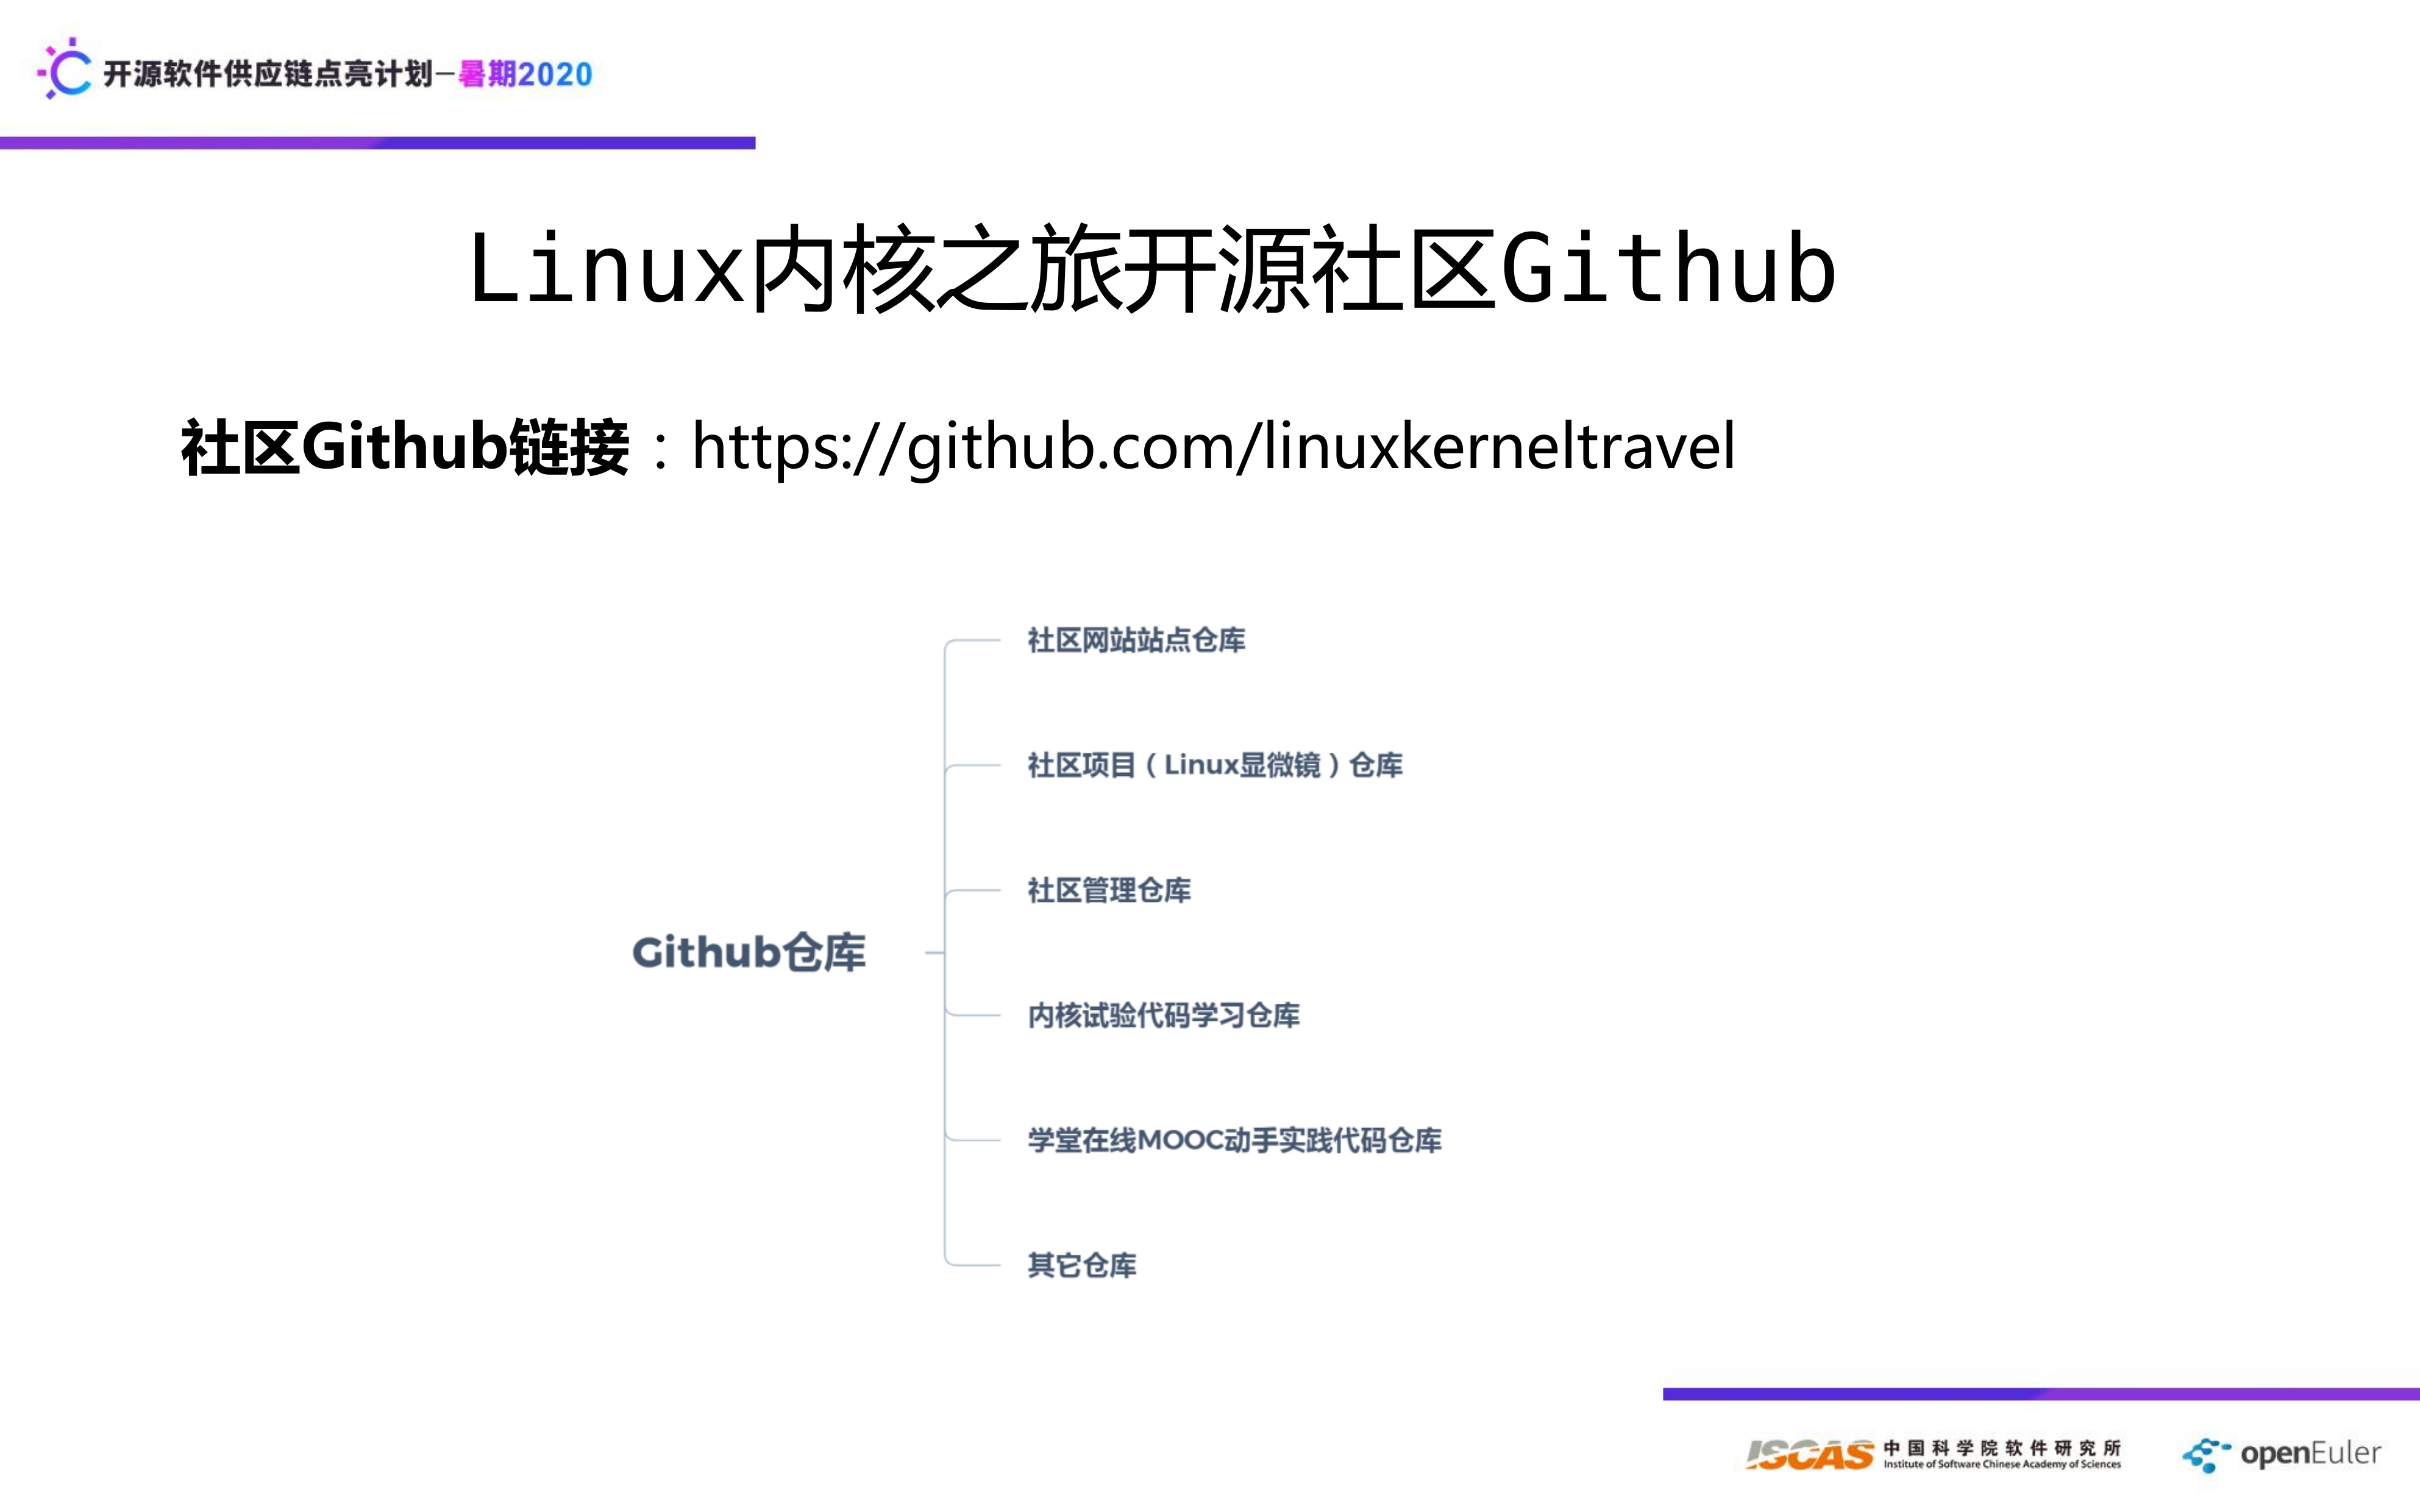 开源软件供应链点亮计划—暑期2020
Linux内核之旅开源社区Github
社区Github链接：https://github.com/linuxkerneltravel
社区网站站点仓库
社区项目（Linux显微镜）仓库
社区管理仓库
Github仓库
内核试验代码学习仓库
学堂在线MOOC动手实践代码仓库
其它仓库
ISCAS 中国科学院软件研究所
Institute of Software Chinese Academy of Sciences
openEuler